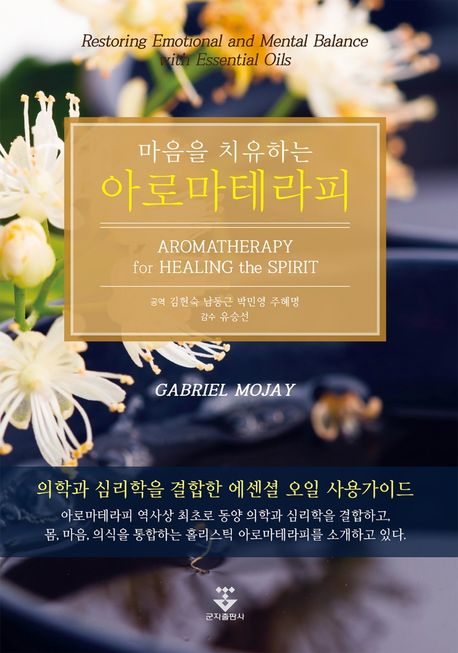 Restoring Emotional and Mental Balance
with Essential Oils
마음을 치유하는
아로마테라피
AROMATHERAPY
for HEALING the SPIRIT
공역 김현숙 남동근 박민영 주혜명
감수 유승선
GABRIEL MOJAY
의학과 심리학을 결합한 에센셜 오일 사용가이드
아로마테라피 역사상 최초로 동양 의학과 심리학을 결합하고,
몸, 마음, 의식을 통합하는 홀리스틱 아로마테라피를 소개하고 있다.
군자출판사